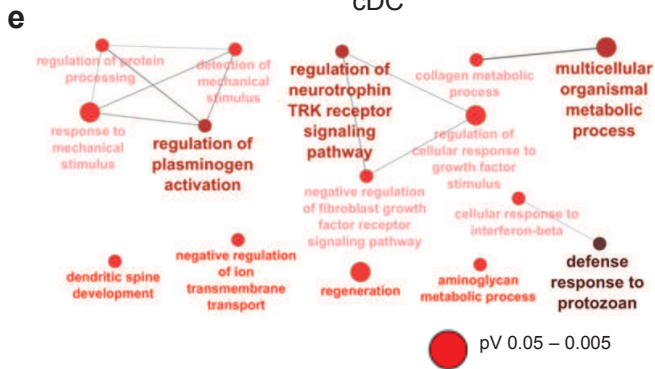 cDC
e
regulation of protein
processing
detection of
mechanical
stimulus
response to
mechanical
stimulus
regulation of
plasminogen
activation
regulation of
neurotrophin
TRK receptor
signaling
pathway
collagen metabolic
process
multicellular
organismal
metabolic
process
regulation of
cellular response to
growth factor
stimulus
negative regulation
of fibroblast growth
factor receptor
signaling pathway
cellular response to
interferon-beta
defense
response to
protozoan
dendritic spine
development
negative regulation
of ion
transmembrane
transport
regeneration
aminoglycan
metabolic process
pV 0.05 – 0.005